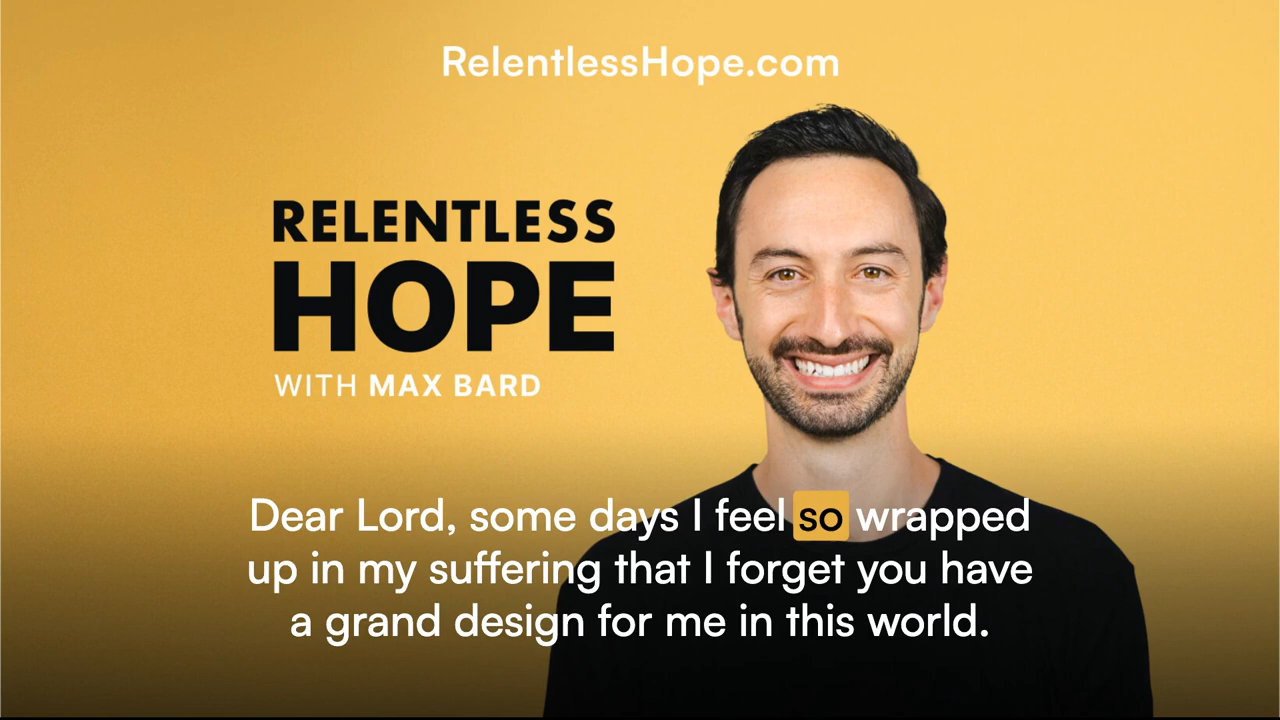 RelentlessHope.com
RELENTLESS
HOPE
WITH MAX BARD
Dear Lord, some days I feel so wrapped
up in my suffering that I forget you have
a grand design for me in this world.